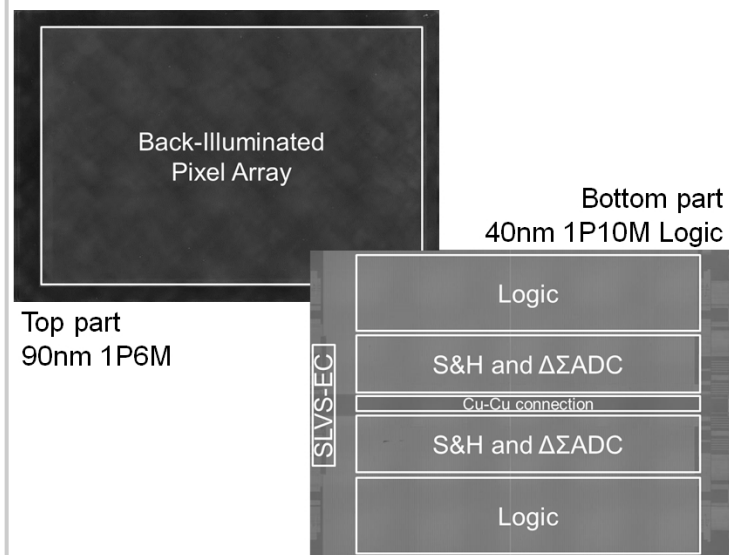 Back-Illuminated
Pixel Array
Top part
90nm 1P6M
Bottom part
40nm 1P10M Logic
Logic
S&H and ΔΣADC
Cu-Cu connection
S&H and ΔΣADC
Logic
SLVS-EC